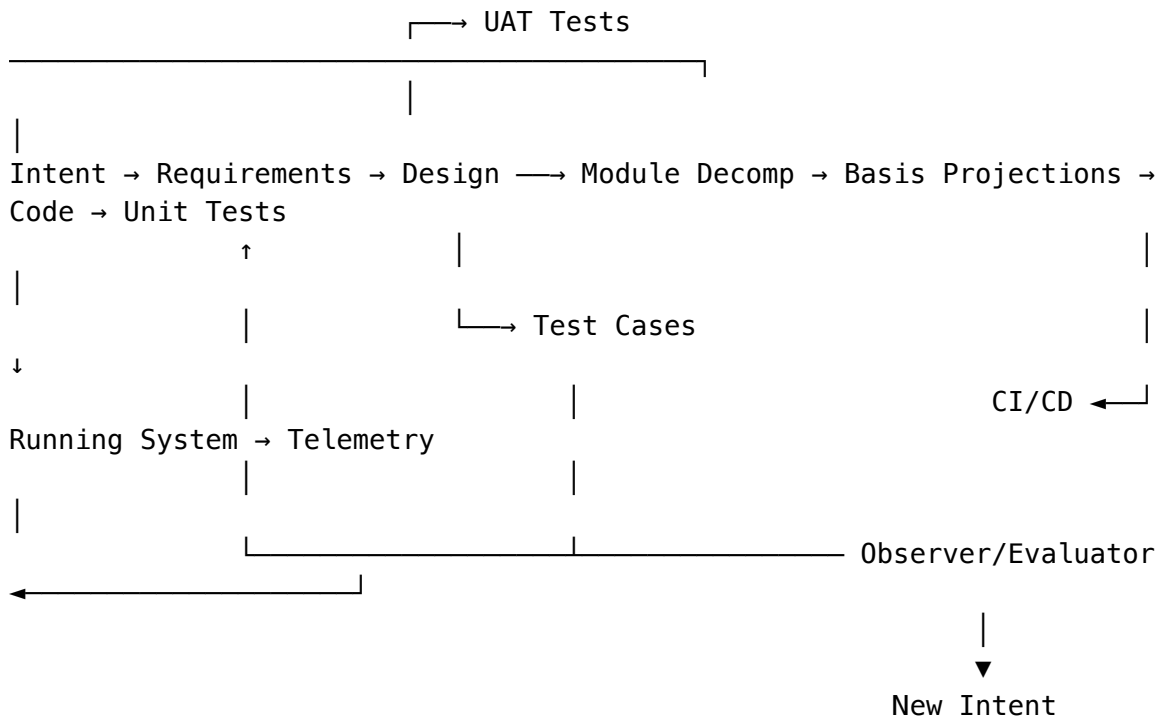 → UAT Tests
Intent → Requirements → Design ──→ Module Decomp → Basis Projections →
Code → Unit Tests
↑
└──→ Test Cases
↓
CI/CD ◄──┘
Running System → Telemetry
Observer/Evaluator
◄
▼
New Intent